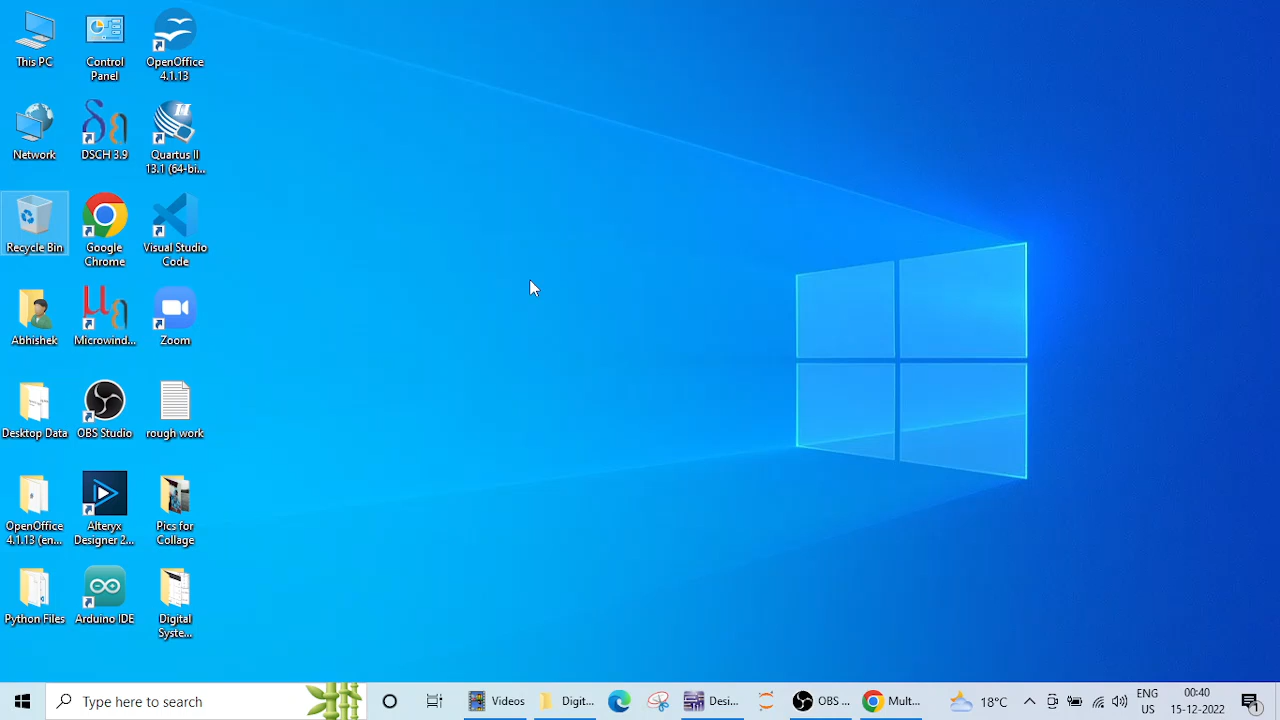 This PC
Control
Panel
OpenOffice
4.1.13
Network
DSCH 3.9
Quartus II
13.1 (64-bi...
Recycle Bin
Google
Chrome
Visual Studio
Code
Abhishek
Microwind...
Zoom
Desktop Data
OBS Studio
rough work
OpenOffice
4.1.13 (en...
Alteryx
Designer 2...
Pics for
Collage
Python Files
Arduino IDE
Digital
Syste...
Type here to search
Videos
Digit...
Desi...
OBS ...
Mult...
18°C
ENG
US
00:40
15-12-2022
1